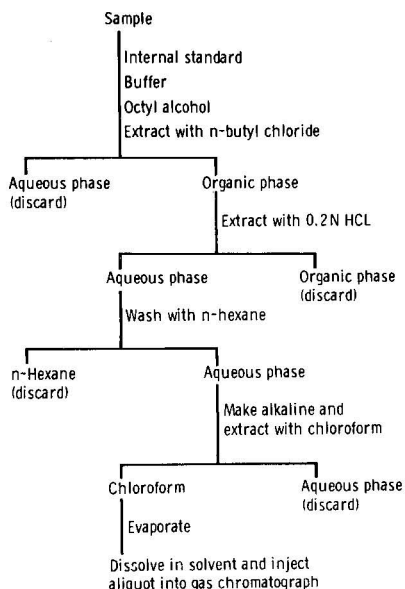 Sample
Internal standard
Buffer
Octyl alcohol
Extract with n-butyl chloride
Aqueous phase
(discard)
Organic phase
Extract with 0.2N HCL
Aqueous phase
Organic phase
(discard)
Wash with n-hexane
n-Hexane
(discard)
Aqueous phase
Make alkaline and
extract with chloroform
Chloroform
Aqueous phase
(discard)
Evaporate
Dissolve in solvent and inject
aliquot into gas chromatograph